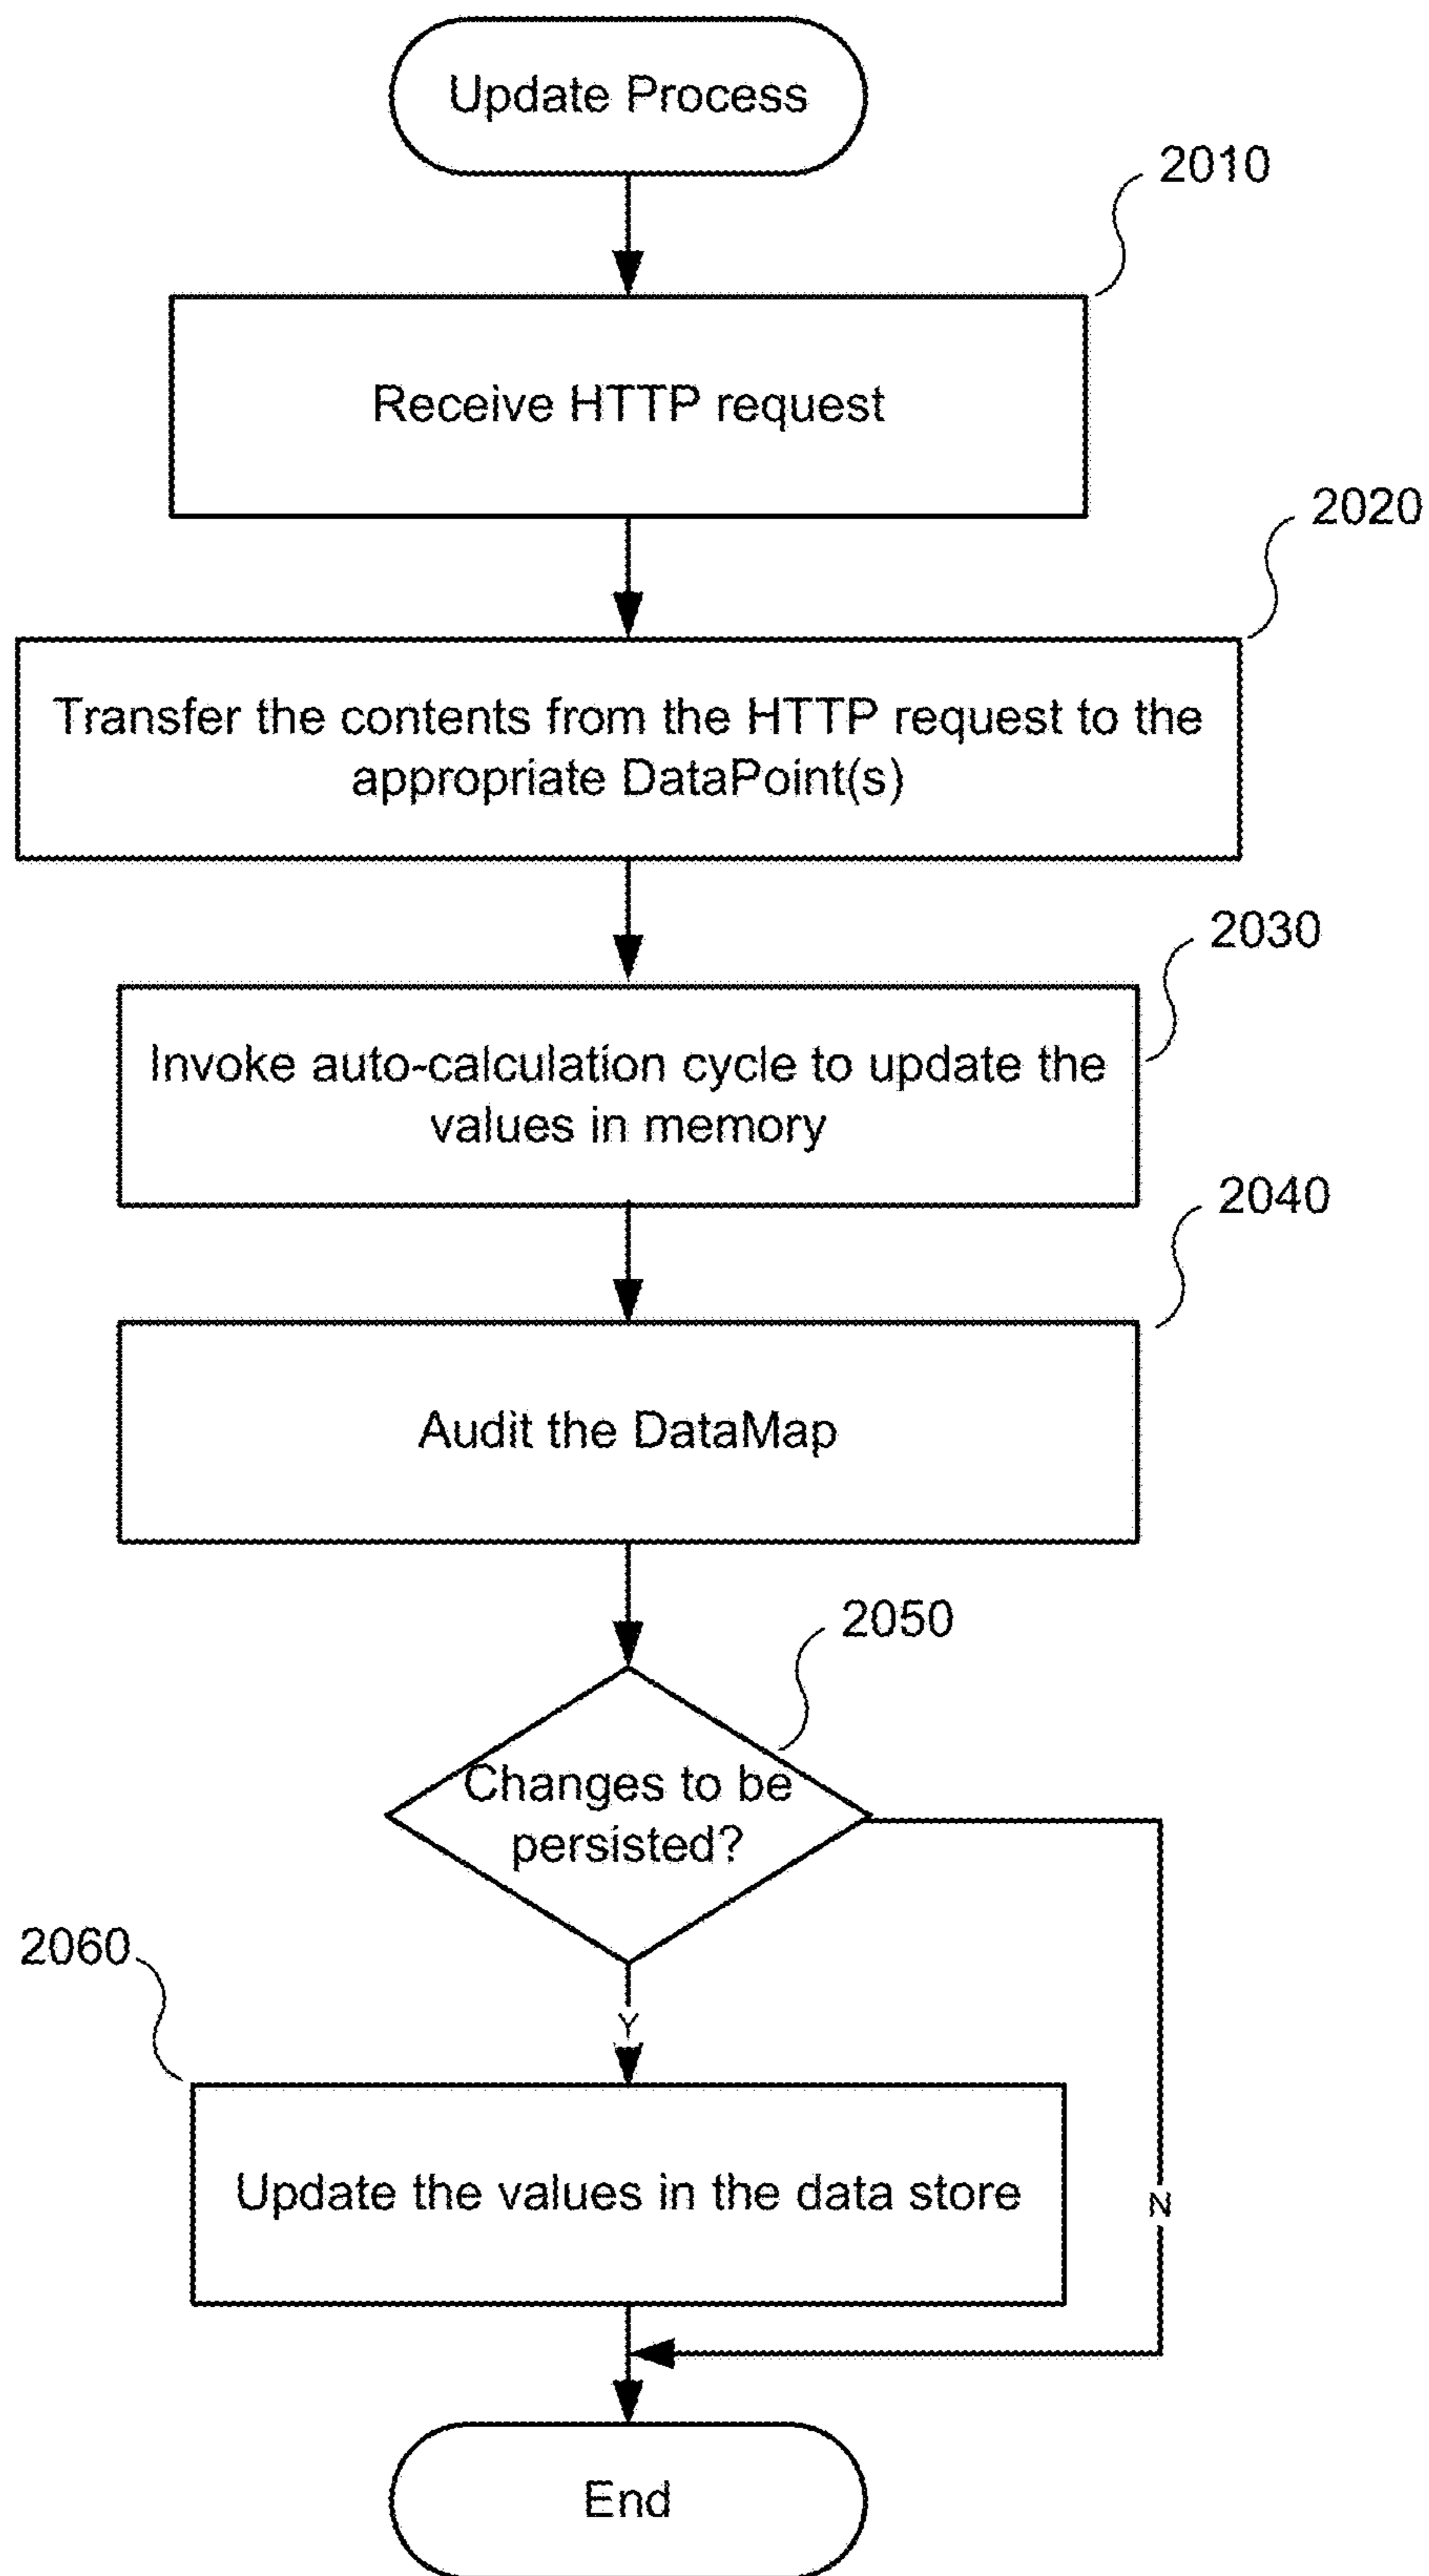 Update Process
2010
Receive HTTP request
2020
Transfer the contents from the HTTP request to the
appropriate DataPoint(s)
2030
Invoke auto-calculation cycle to update the
values in memory
2040
Audit the DataMap
2050
Changes to be
persisted?
2060
Y
Update the values in the data store
N
End